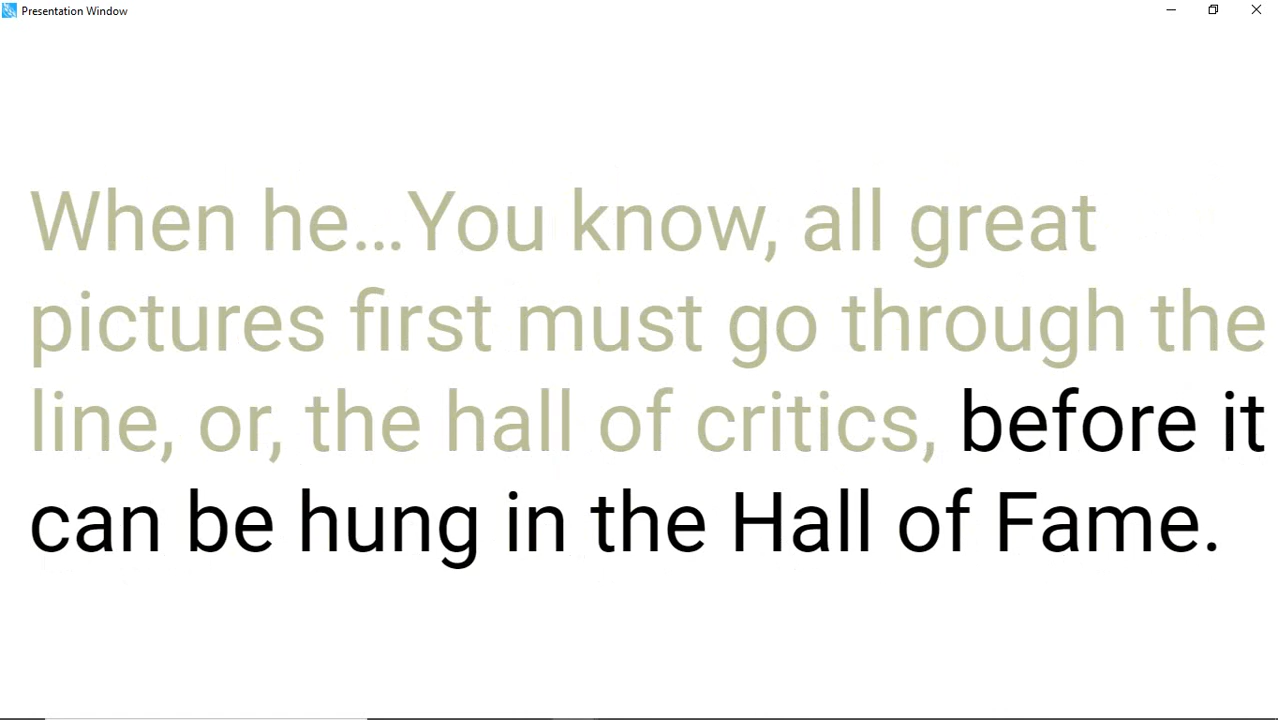 Presentation Window
When he...You know, all great
pictures first must go through the
line, or, the hall of critics, before it
can be hung in the Hall of Fame.